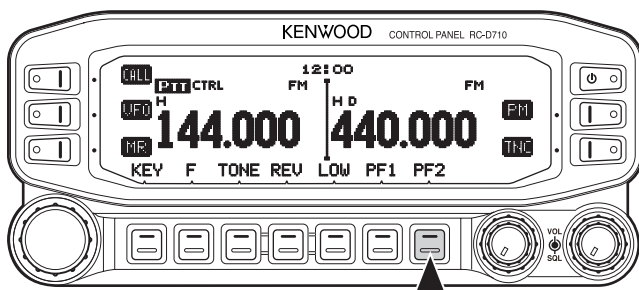 KENWOOD CONTROL PANEL RC-D710
12:00
CALL PTT CTRL FM FM
VFO H 144.000 H D 440.000 PM
MR TNC
KEY F TONE REV LOW PF1 PF2
VOL
SQL